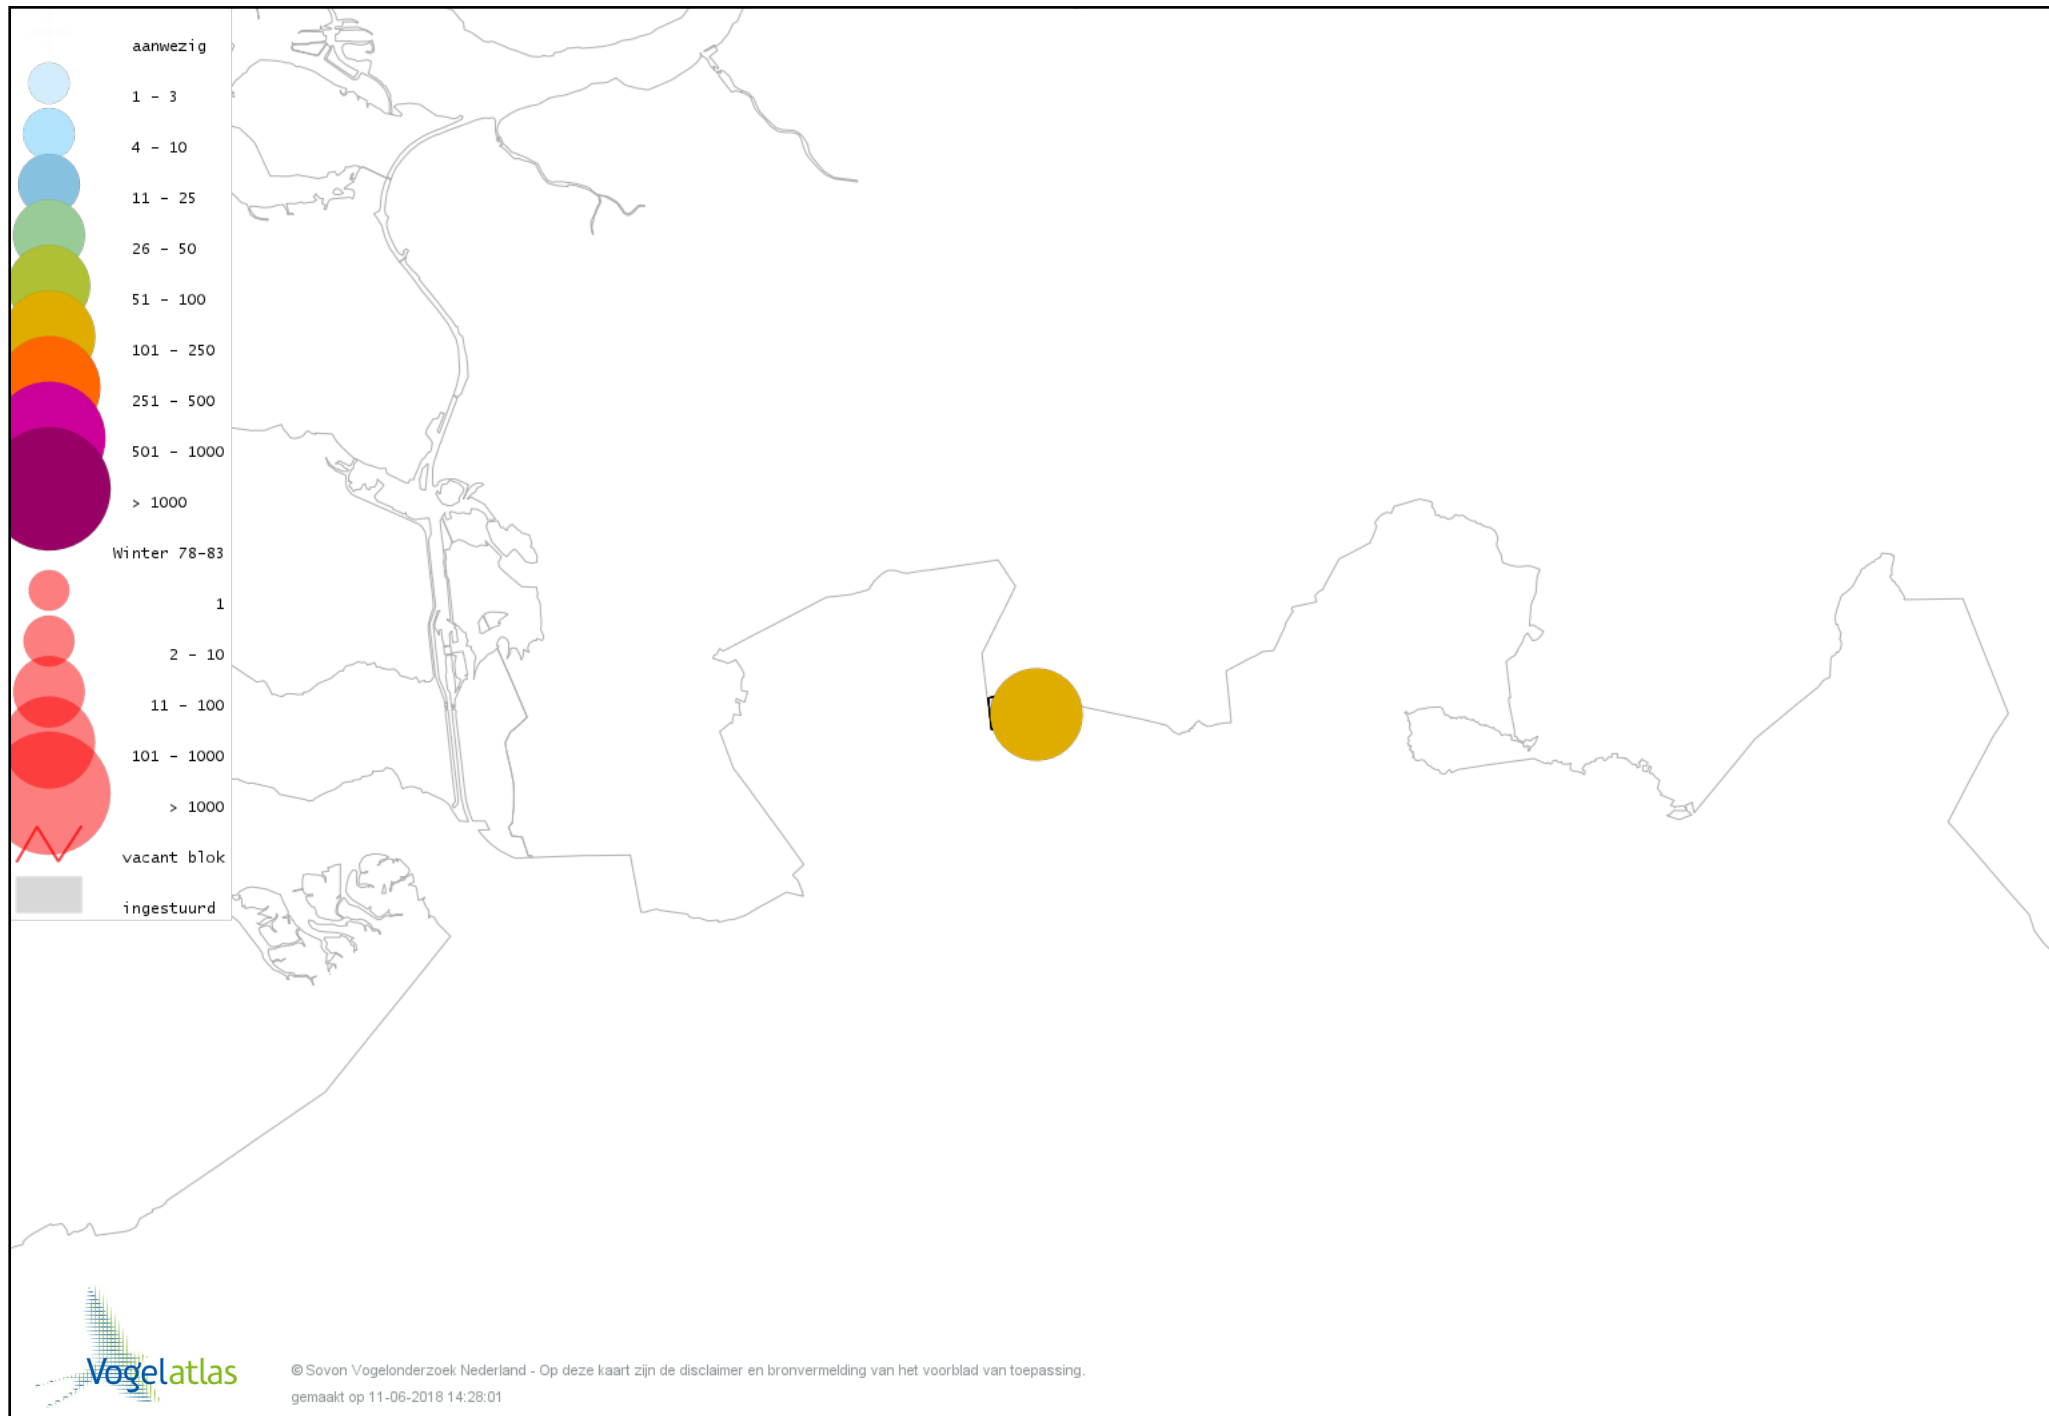 aanwezig
1 - 3
4 - 10
11 - 25
26 - 50
51 - 100
101 - 250
251 - 500
501 - 1000
> 1000
Winter 78-83
1
2 - 10
11 - 100
101 - 1000
> 1000
vacant blok
ingestuurd
Vogelatlas
© Sovon Vogelonderzoek Nederland - Op deze kaart zijn de disclaimer en bronvermelding van het voorblad van toepassing.
gemaakt op 11-06-2018 14:28:01